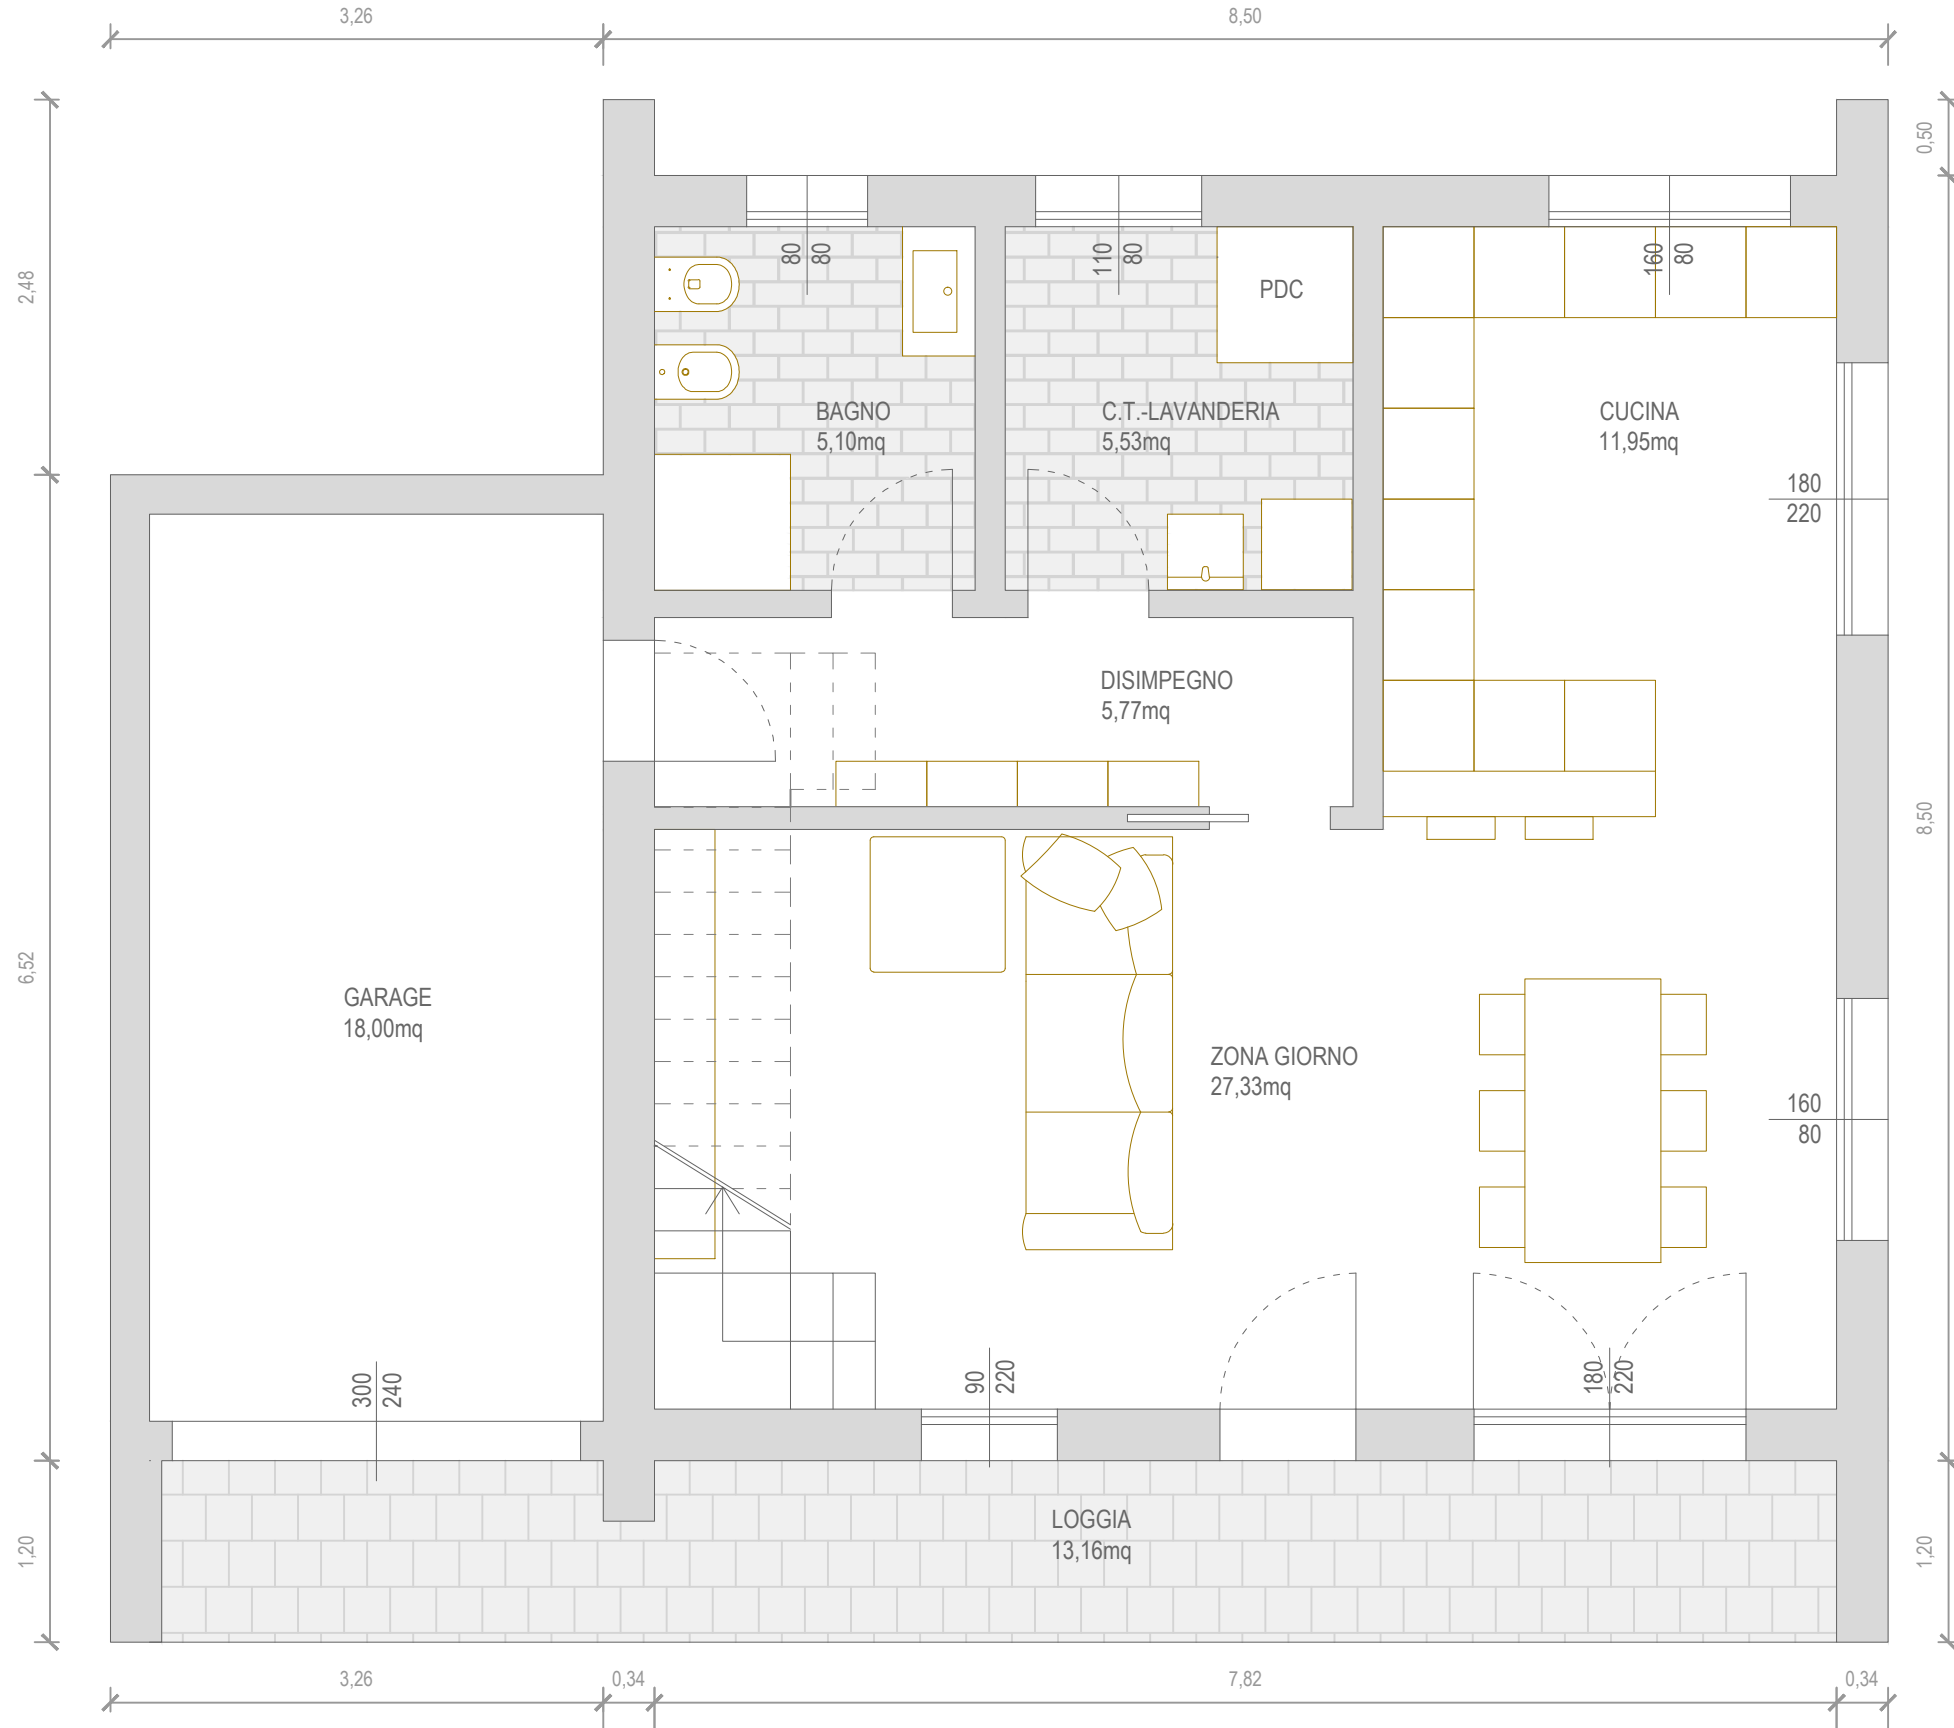 3,26
8,50
0,50
2,48
80
80
110
80
160
80
PDC
BAGNO
5,10mq
C.T.-LAVANDERIA
5,53mq
CUCINA
11,95mq
180
220
DISIMPEGNO
5,77mq
8,50
6,52
GARAGE
18,00mq
ZONA GIORNO
27,33mq
160
80
300
240
90
220
180
220
LOGGIA
13,16mq
1,20
1,20
3,26
0,34
7,82
0,34